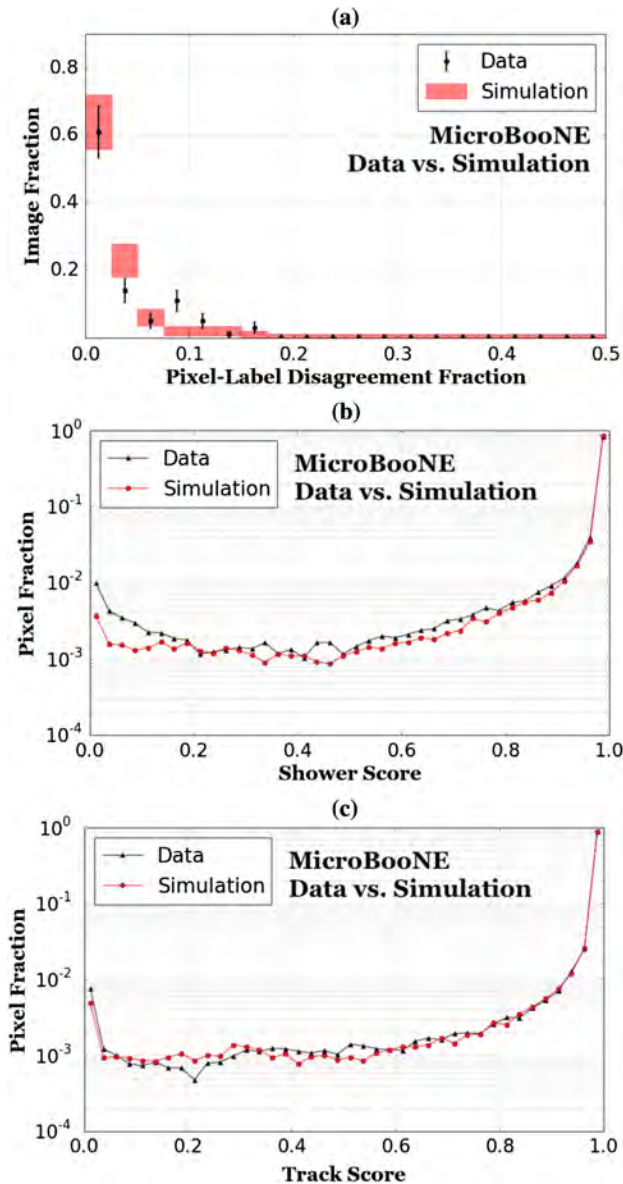 (a)
Data
Simulation
MicroBooNE
Data vs. Simulation
Image Fraction
0.8
0.6
0.4
0.2
0.0 0.1 0.2 0.3 0.4 0.5
Pixel-Label Disagreement Fraction
(b)
Data
Simulation
MicroBooNE
Data vs. Simulation
Pixel Fraction
10^0
10^-1
10^-2
10^-3
10^-4
0.0 0.2 0.4 0.6 0.8 1.0
Shower Score
(c)
Data
Simulation
MicroBooNE
Data vs. Simulation
Pixel Fraction
10^0
10^-1
10^-2
10^-3
10^-4
0.0 0.2 0.4 0.6 0.8 1.0
Track Score